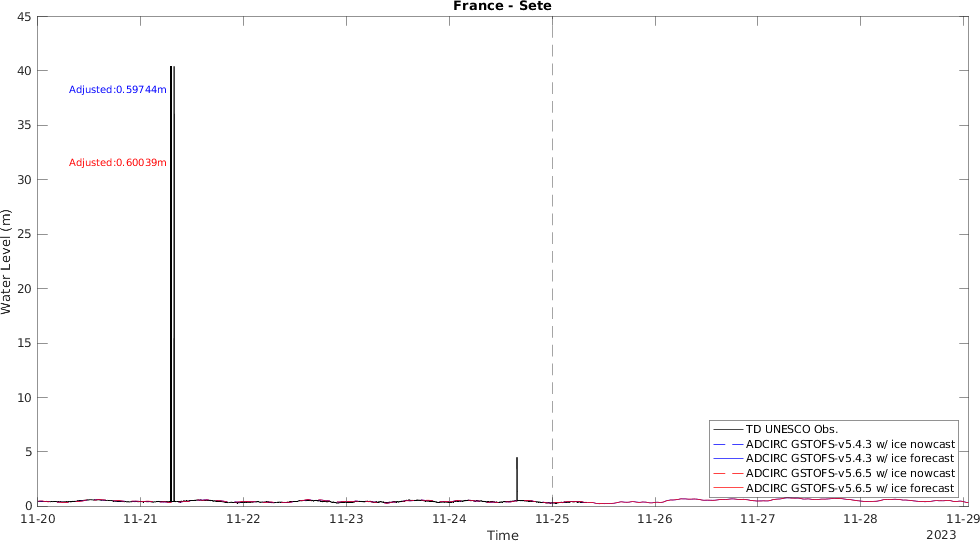 France - Sete
45
40
35
30
25
20
15
10
5
0
Water Level (m)
Adjusted:0.59744m
Adjusted:0.60039m
TD UNESCO Obs.
ADCIRC GSTOFS-v5.4.3 w/ ice nowcast
ADCIRC GSTOFS-v5.4.3 w/ ice forecast
ADCIRC GSTOFS-v5.6.5 w/ ice nowcast
ADCIRC GSTOFS-v5.6.5 w/ ice forecast
11-20 11-21 11-22 11-23 11-24 11-25 11-26 11-27 11-28 11-29
Time
2023